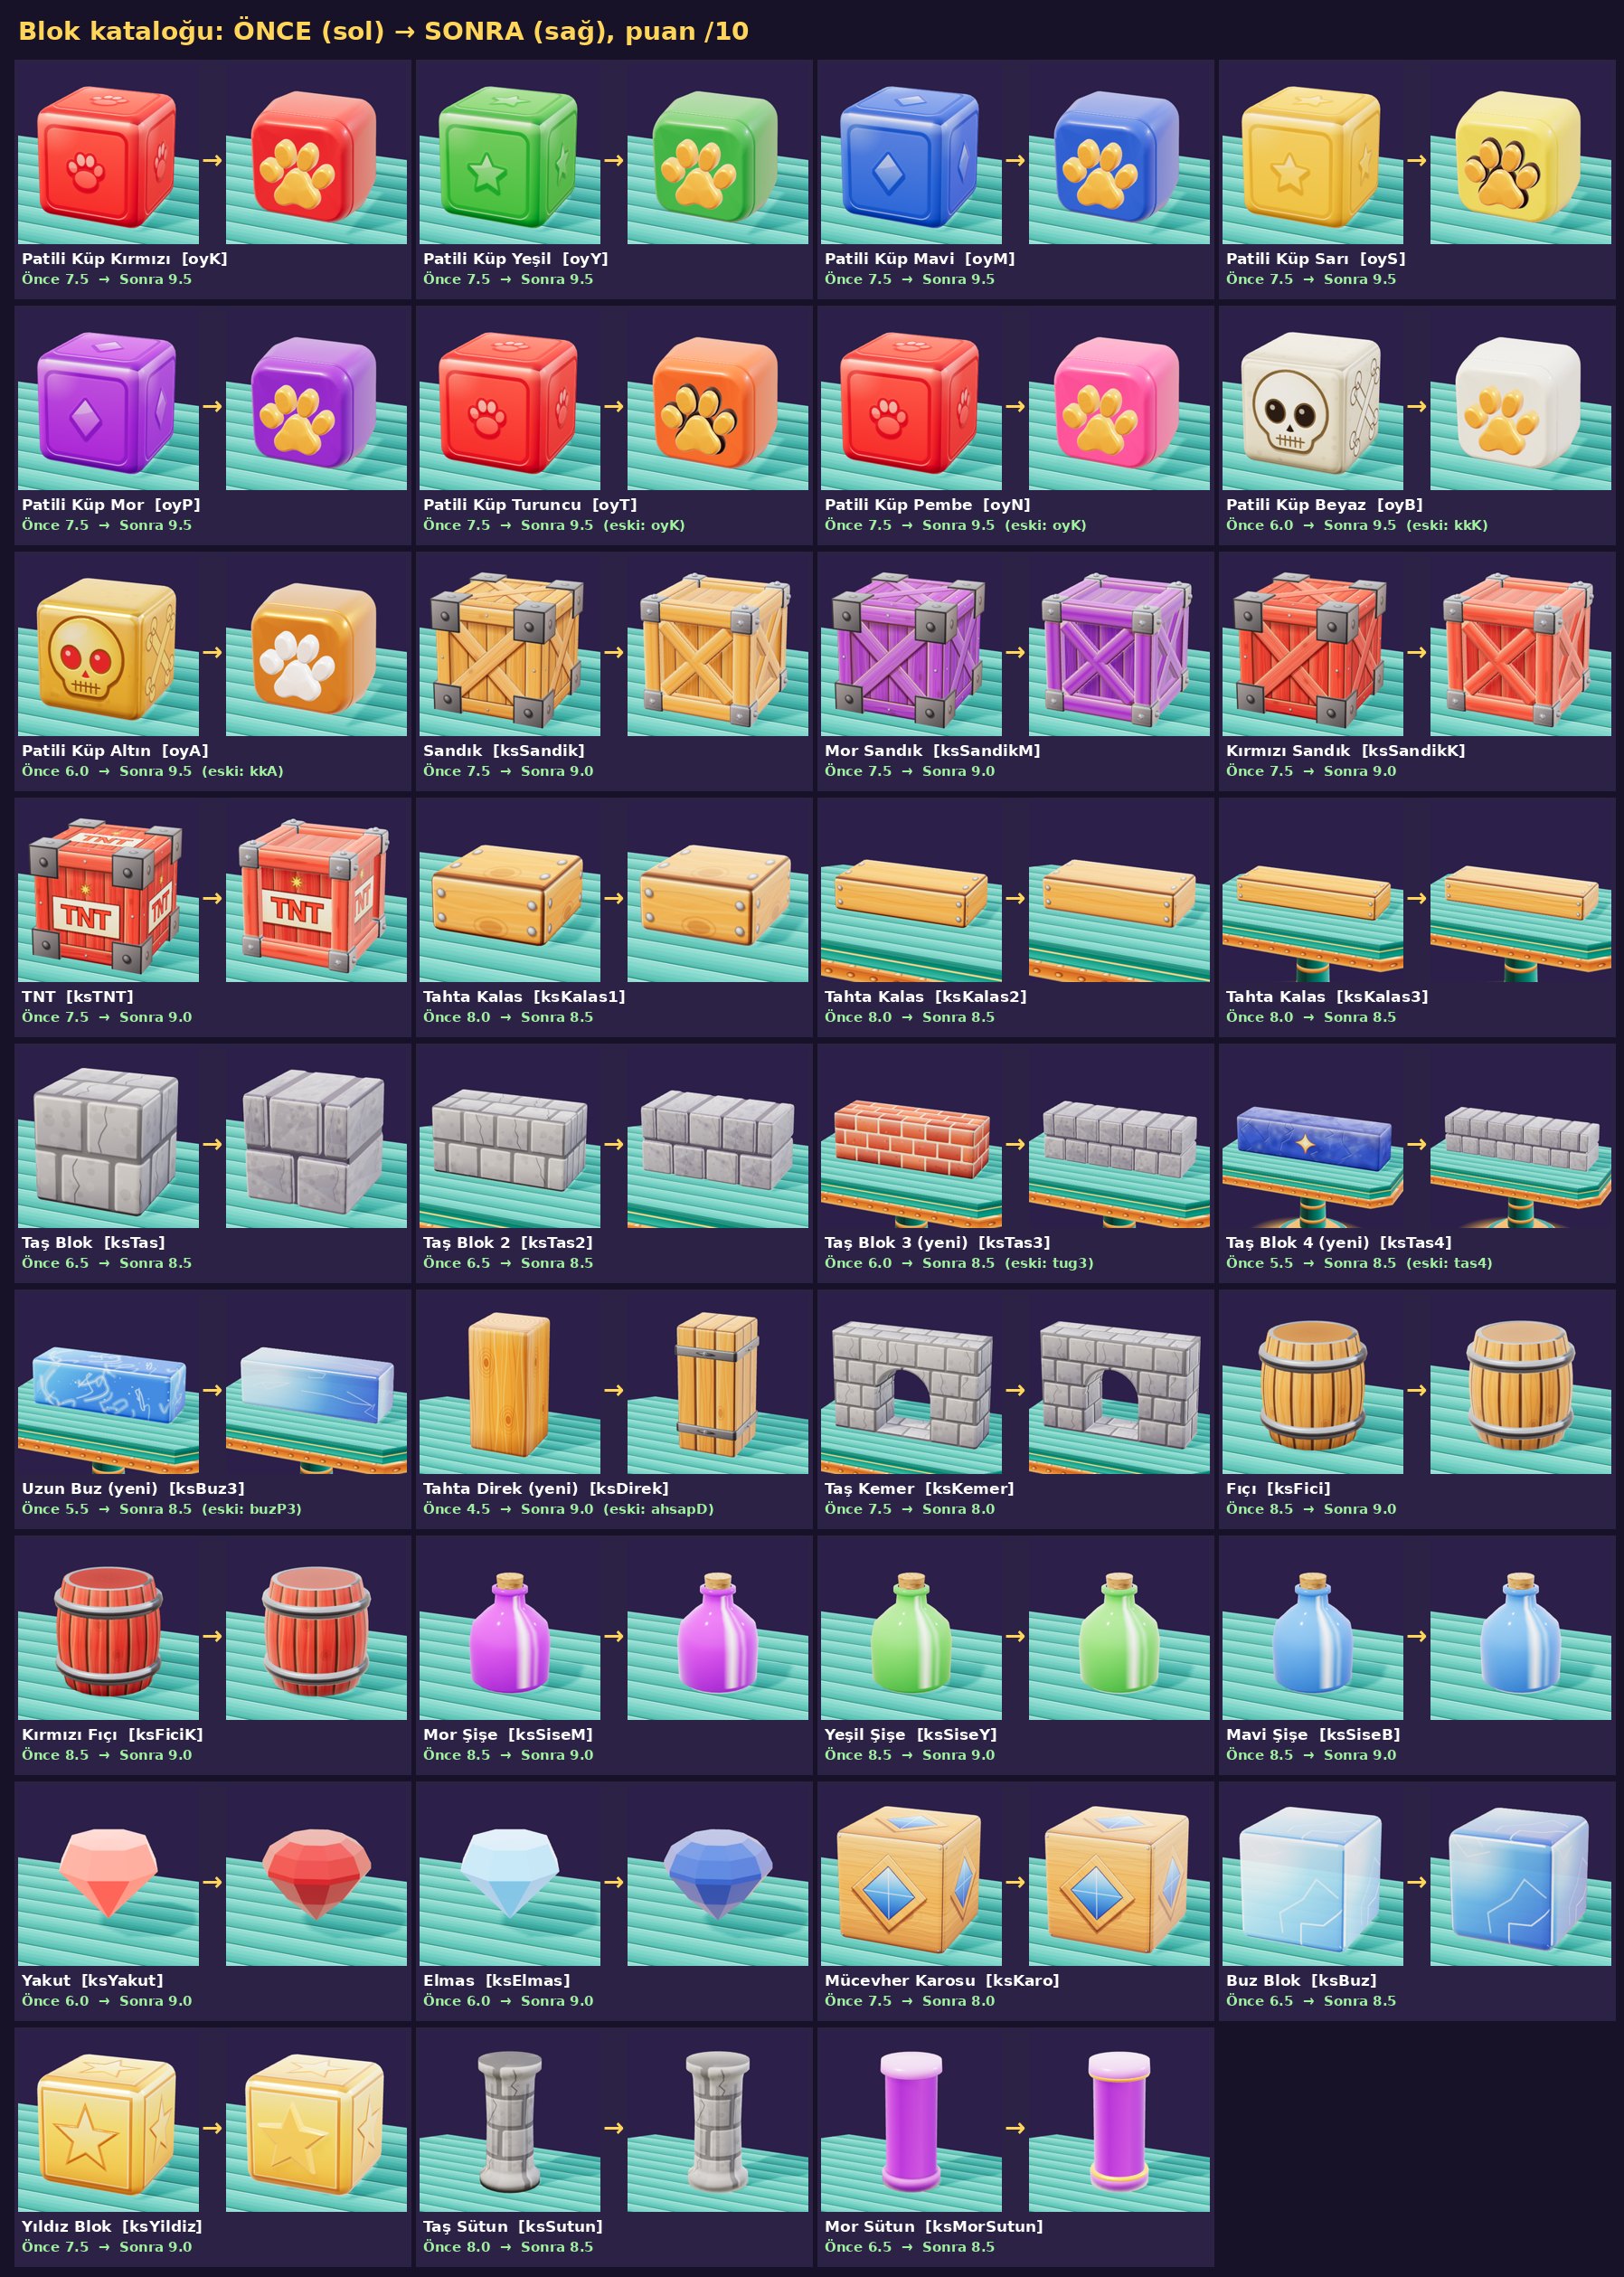 Blok kataloğu: ÖNCE (sol) → SONRA (sağ), puan /10
→ → → →
Patili Küp Kırmızı [oyK]
Önce 7.5 → Sonra 9.5
Patili Küp Yeşil [oyY]
Önce 7.5 → Sonra 9.5
Patili Küp Mavi [oyM]
Önce 7.5 → Sonra 9.5
Patili Küp Sarı [oyS]
Önce 7.5 → Sonra 9.5
→ → → →
Patili Küp Mor [oyP]
Önce 7.5 → Sonra 9.5
Patili Küp Turuncu [oyT]
Önce 7.5 → Sonra 9.5 (eski: oyK)
Patili Küp Pembe [oyN]
Önce 7.5 → Sonra 9.5 (eski: oyK)
Patili Küp Beyaz [oyB]
Önce 6.0 → Sonra 9.5 (eski: kkK)
→ → → →
Patili Küp Altın [oyA]
Önce 6.0 → Sonra 9.5 (eski: kkA)
Sandık [ksSandik]
Önce 7.5 → Sonra 9.0
Mor Sandık [ksSandikM]
Önce 7.5 → Sonra 9.0
Kırmızı Sandık [ksSandikK]
Önce 7.5 → Sonra 9.0
TNT
TNT
TNT
→
TNT
TNT
→ → →
TNT [ksTNT]
Önce 7.5 → Sonra 9.0
Tahta Kalas [ksKalas1]
Önce 8.0 → Sonra 8.5
Tahta Kalas [ksKalas2]
Önce 8.0 → Sonra 8.5
Tahta Kalas [ksKalas3]
Önce 8.0 → Sonra 8.5
→ → → →
Taş Blok [ksTas]
Önce 6.5 → Sonra 8.5
Taş Blok 2 [ksTas2]
Önce 6.5 → Sonra 8.5
Taş Blok 3 (yeni) [ksTas3]
Önce 6.0 → Sonra 8.5 (eski: tug3)
Taş Blok 4 (yeni) [ksTas4]
Önce 5.5 → Sonra 8.5 (eski: tas4)
→ → → →
Uzun Buz (yeni) [ksBuz3]
Önce 5.5 → Sonra 8.5 (eski: buzP3)
Tahta Direk (yeni) [ksDirek]
Önce 4.5 → Sonra 9.0 (eski: ahsapD)
Taş Kemer [ksKemer]
Önce 7.5 → Sonra 8.0
Fıçı [ksFici]
Önce 8.5 → Sonra 9.0
→ → → →
Kırmızı Fıçı [ksFiciK]
Önce 8.5 → Sonra 9.0
Mor Şişe [ksSiseM]
Önce 8.5 → Sonra 9.0
Yeşil Şişe [ksSiseY]
Önce 8.5 → Sonra 9.0
Mavi Şişe [ksSiseB]
Önce 8.5 → Sonra 9.0
→ → → →
Yakut [ksYakut]
Önce 6.0 → Sonra 9.0
Elmas [ksElmas]
Önce 6.0 → Sonra 9.0
Mücevher Karosu [ksKaro]
Önce 7.5 → Sonra 8.0
Buz Blok [ksBuz]
Önce 6.5 → Sonra 8.5
→ → →
Yıldız Blok [ksYildiz]
Önce 7.5 → Sonra 9.0
Taş Sütun [ksSutun]
Önce 8.0 → Sonra 8.5
Mor Sütun [ksMorSutun]
Önce 6.5 → Sonra 8.5